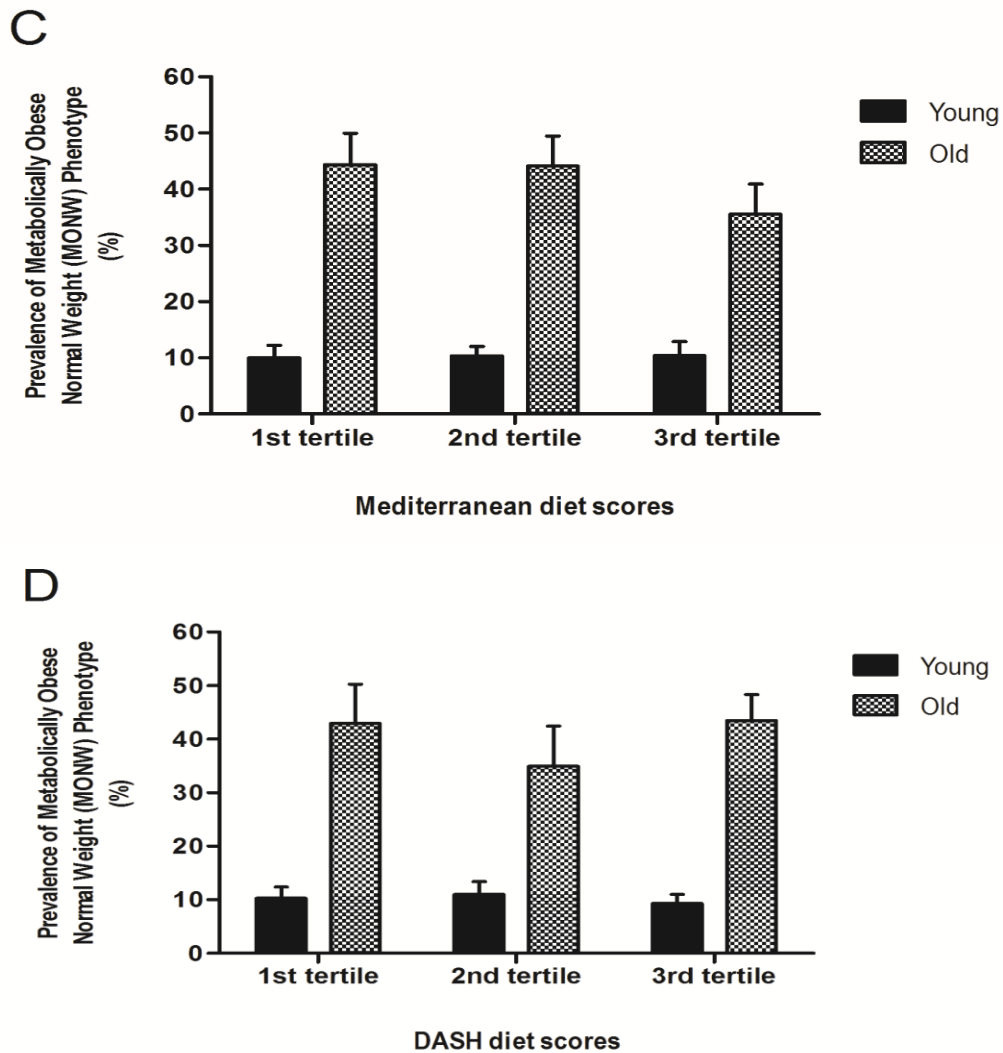 C
Prevalence of Metabolically Obese
Normal Weight (MONW) Phenotype
(%)
60
50
40
30
20
10
0
Young
Old
1st tertile 2nd tertile 3rd tertile
Mediterranean diet scores
D
Prevalence of Metabolically Obese
Normal Weight (MONW) Phenotype
(%)
60
50
40
30
20
10
0
Young
Old
1st tertile 2nd tertile 3rd tertile
DASH diet scores